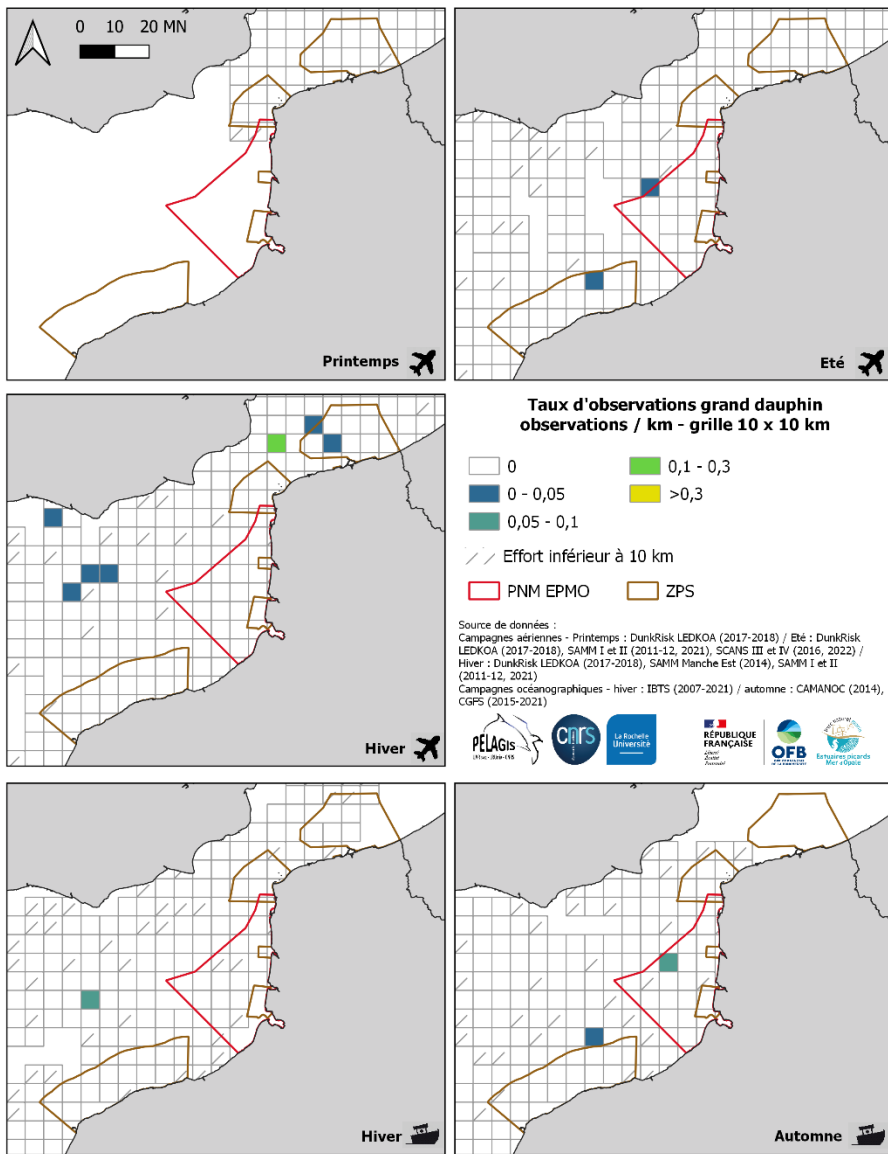 0 10 20 MN
Printemps
Eté
Hiver
Taux d'observations grand dauphin
observations / km - grille 10 x 10 km
0
0,1 - 0,3
0 - 0,05
>0,3
0,05 - 0,1
Effort inférieur à 10 km
PNM EPMO
ZPS
Source de données :
Campagnes aériennes - Printemps : DunkRisk LEDKOA (2017-2018) / Eté : DunkRisk
LEDKOA (2017-2018), SAMM I et II (2011-12, 2021), SCANS III et IV (2016, 2022) /
Hiver : DunkRisk LEDKOA (2017-2018), SAMM Manche Est (2014), SAMM I et II
(2011-12, 2021)
Campagnes océanographiques - hiver : IBTS (2007-2021) / automne : CAMANOC (2014),
CGFS (2015-2021)
PELAGIS
cnrs
La Rochelle
Université
RÉPUBLIQUE
FRANÇAISE
Liberté
Égalité
Fraternité
OFB
Estuaires picards
Mer d'Opale
Hiver
Automne